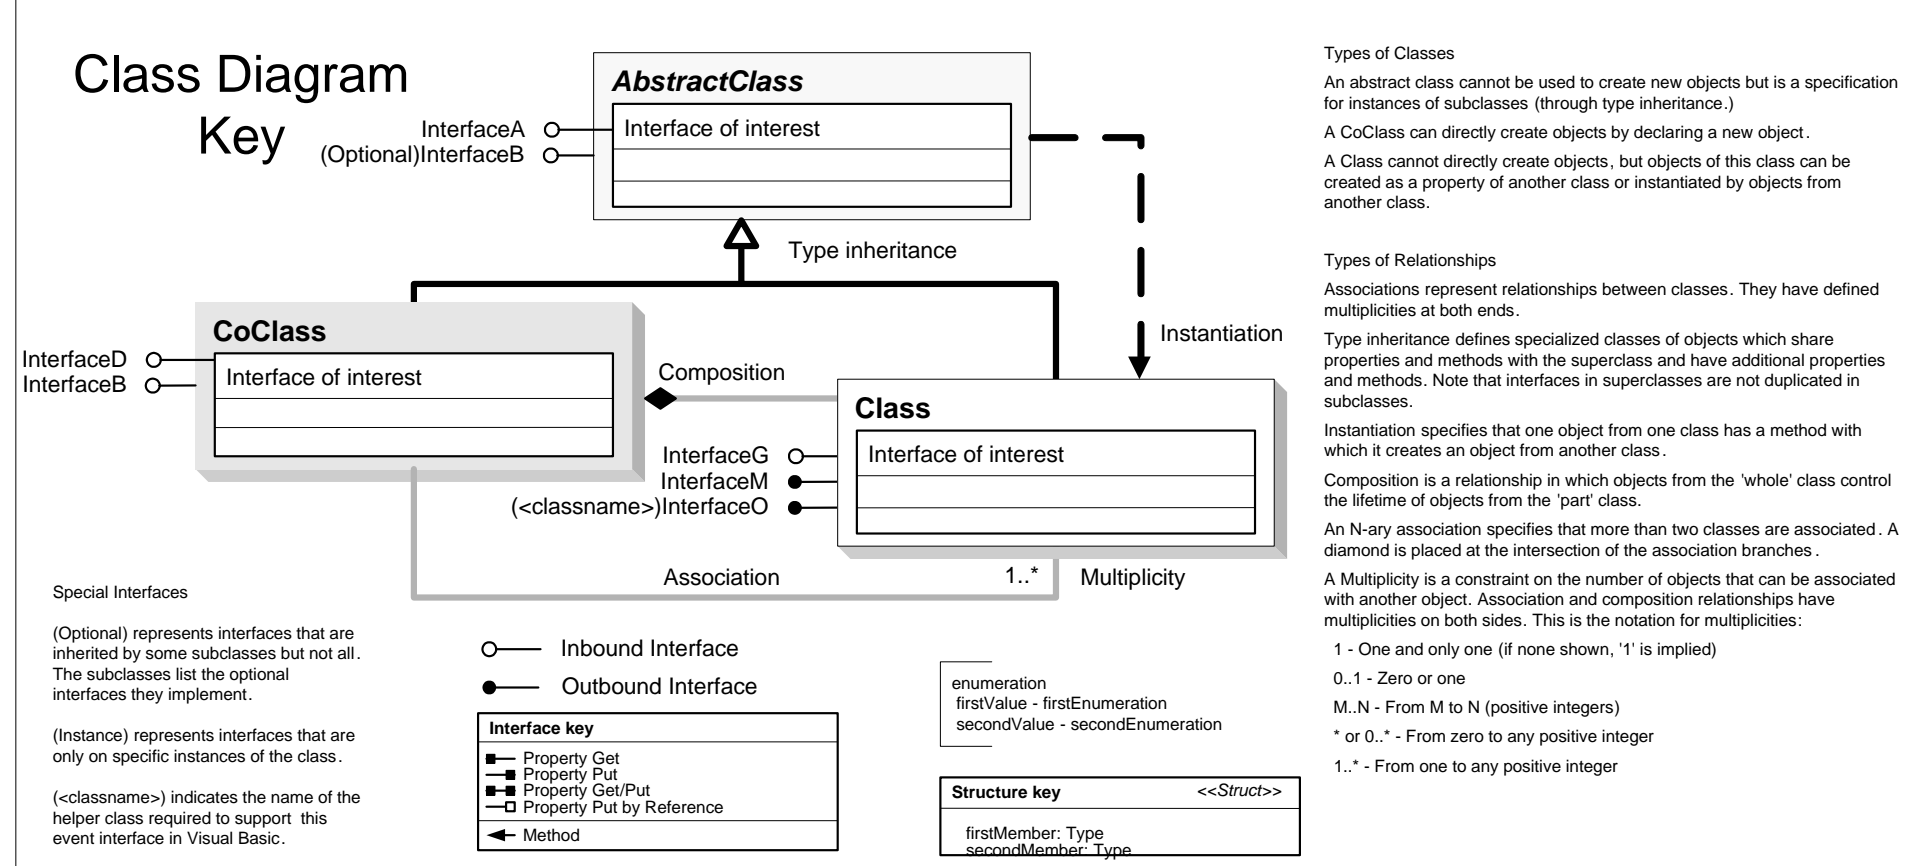 Class Diagram
Key
AbstractClass
Interface of interest
InterfaceA
(Optional)InterfaceB
Type inheritance
CoClass
Interface of interest
InterfaceD
InterfaceB
Composition
Instantiation
Class
Interface of interest
InterfaceG
InterfaceM
(<classname>)InterfaceO
Association
1..*
Multiplicity
Special Interfaces
(Optional) represents interfaces that are
inherited by some subclasses but not all.
The subclasses list the optional
interfaces they implement.
(Instance) represents interfaces that are
only on specific instances of the class.
(<classname>) indicates the name of the
helper class required to support this
event interface in Visual Basic.
Inbound Interface
Outbound Interface
Interface key
Property Get
Property Put
Property Get/Put
Property Put by Reference
Method
enumeration
firstValue - firstEnumeration
secondValue - secondEnumeration
Structure key <<Struct>>
firstMember: Type
secondMember: Type
Types of Classes
An abstract class cannot be used to create new objects but is a specification
for instances of subclasses (through type inheritance.)
A CoClass can directly create objects by declaring a new object.
A Class cannot directly create objects, but objects of this class can be
created as a property of another class or instantiated by objects from
another class.
Types of Relationships
Associations represent relationships between classes. They have defined
multiplicities at both ends.
Type inheritance defines specialized classes of objects which share
properties and methods with the superclass and have additional properties
and methods. Note that interfaces in superclasses are not duplicated in
subclasses.
Instantiation specifies that one object from one class has a method with
which it creates an object from another class.
Composition is a relationship in which objects from the 'whole' class control
the lifetime of objects from the 'part' class.
An N-ary association specifies that more than two classes are associated. A
diamond is placed at the intersection of the association branches.
A Multiplicity is a constraint on the number of objects that can be associated
with another object. Association and composition relationships have
multiplicities on both sides. This is the notation for multiplicities:
1 - One and only one (if none shown, '1' is implied)
0..1 - Zero or one
M..N - From M to N (positive integers)
* or 0..* - From zero to any positive integer
1..* - From one to any positive integer